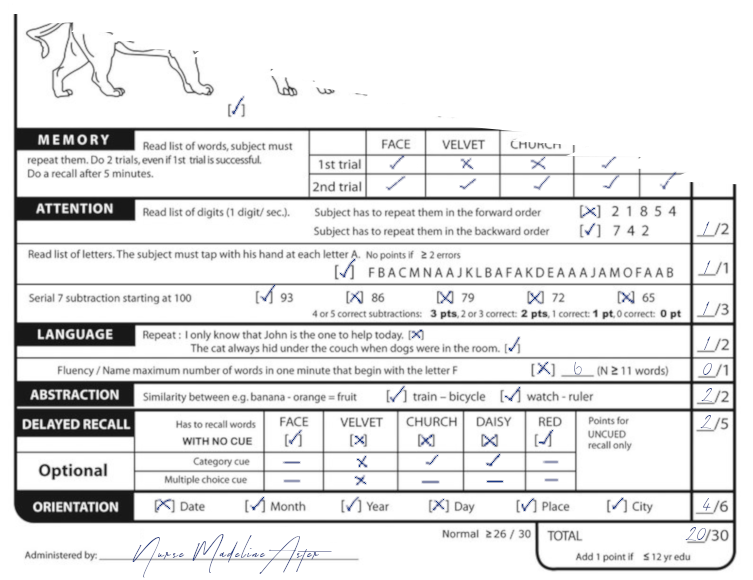 [✓]
MEMORY Read list of words, subject must FACE VELVET CHURCH
repeat them. Do 2 trials, even if 1st trial is successful. 1st trial ✓ ✗ ✗ ✓
Do a recall after 5 minutes. 2nd trial ✓ ✓ ✓ ✓ ✓
ATTENTION Read list of digits (1 digit/ sec.). Subject has to repeat them in the forward order [✗] 2 1 8 5 4
Subject has to repeat them in the backward order [✓] 7 4 2 1/2
Read list of letters. The subject must tap with his hand at each letter A. No points if ≥ 2 errors
[✓] F B A C M N A A J K L B A F A K D E A A A J A M O F A A B 1/1
Serial 7 subtraction starting at 100 [✓] 93 [✗] 86 [✗] 79 [✗] 72 [✗] 65
4 or 5 correct subtractions: 3 pts, 2 or 3 correct: 2 pts, 1 correct: 1 pt, 0 correct: 0 pt 1/3
LANGUAGE Repeat : I only know that John is the one to help today. [✗]
The cat always hid under the couch when dogs were in the room. [✓] 1/2
Fluency / Name maximum number of words in one minute that begin with the letter F [✗] 6 (N ≥ 11 words) 0/1
ABSTRACTION Similarity between e.g. banana - orange = fruit [✓] train – bicycle [✓] watch - ruler 2/2
DELAYED RECALL Has to recall words FACE VELVET CHURCH DAISY RED Points for 2/5
WITH NO CUE [✓] [✗] [✗] [✗] [✓] UNCUED
recall only
Optional Category cue — ✗ ✓ ✓ —
Multiple choice cue — ✗ — — —
ORIENTATION [✗] Date [✓] Month [✓] Year [✗] Day [✓] Place [✓] City 4/6
Normal ≥ 26 / 30 TOTAL 20/30
Administered by: Nurse Madeline Aster Add 1 point if ≤ 12 yr edu